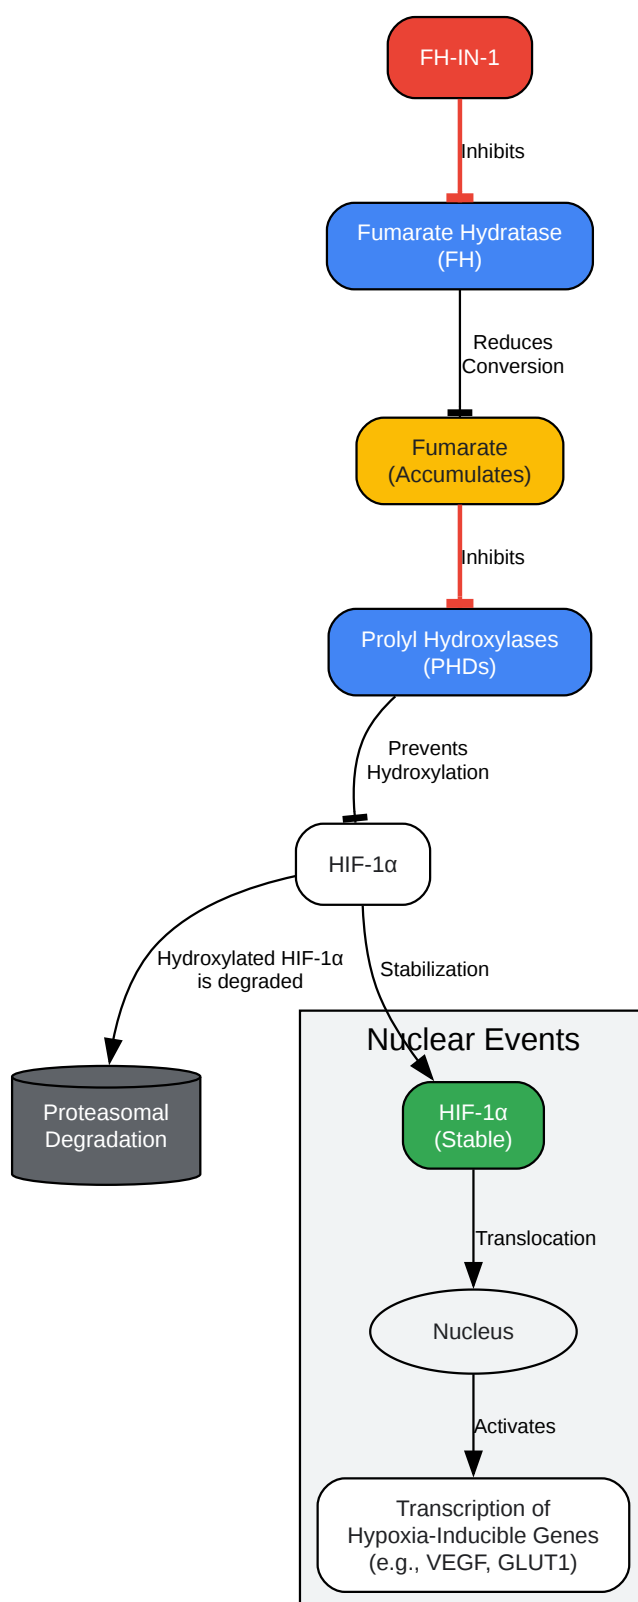 FH-IN-1
Inhibits
Fumarate Hydratase
(FH)
Reduces
Conversion
Fumarate
(Accumulates)
Inhibits
Prolyl Hydroxylases
(PHDs)
Prevents
Hydroxylation
HIF-1α
Hydroxylated HIF-1α
is degraded
Stabilization
Nuclear Events
Proteasomal
Degradation
HIF-1α
(Stable)
Translocation
Nucleus
Activates
Transcription of
Hypoxia-Inducible Genes
(e.g., VEGF, GLUT1)